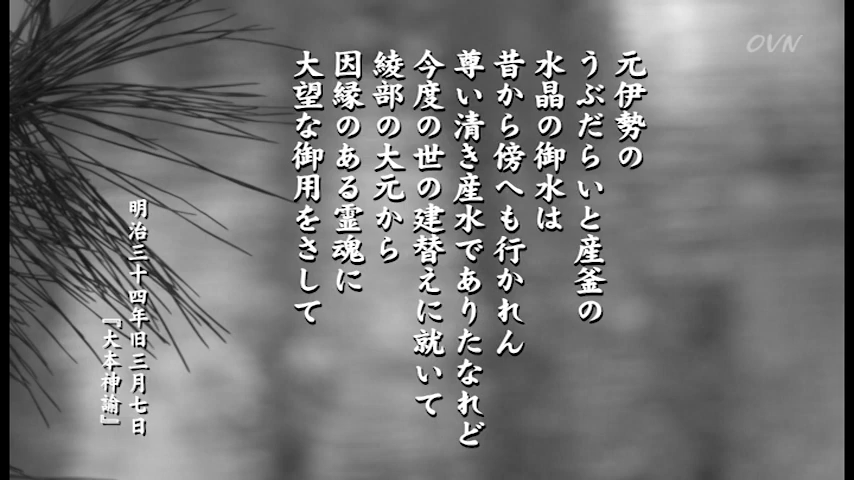 元伊勢の
うぶだらいと産釜の
水晶の御水は
昔から傍へも行かれん
尊い清き産水でありたなれど
今度の世の建替えに就いて
綾部の大元から
因縁のある霊魂に
大望な御用をさして
明治三十四年旧三月七日
『大本神諭』
OVN